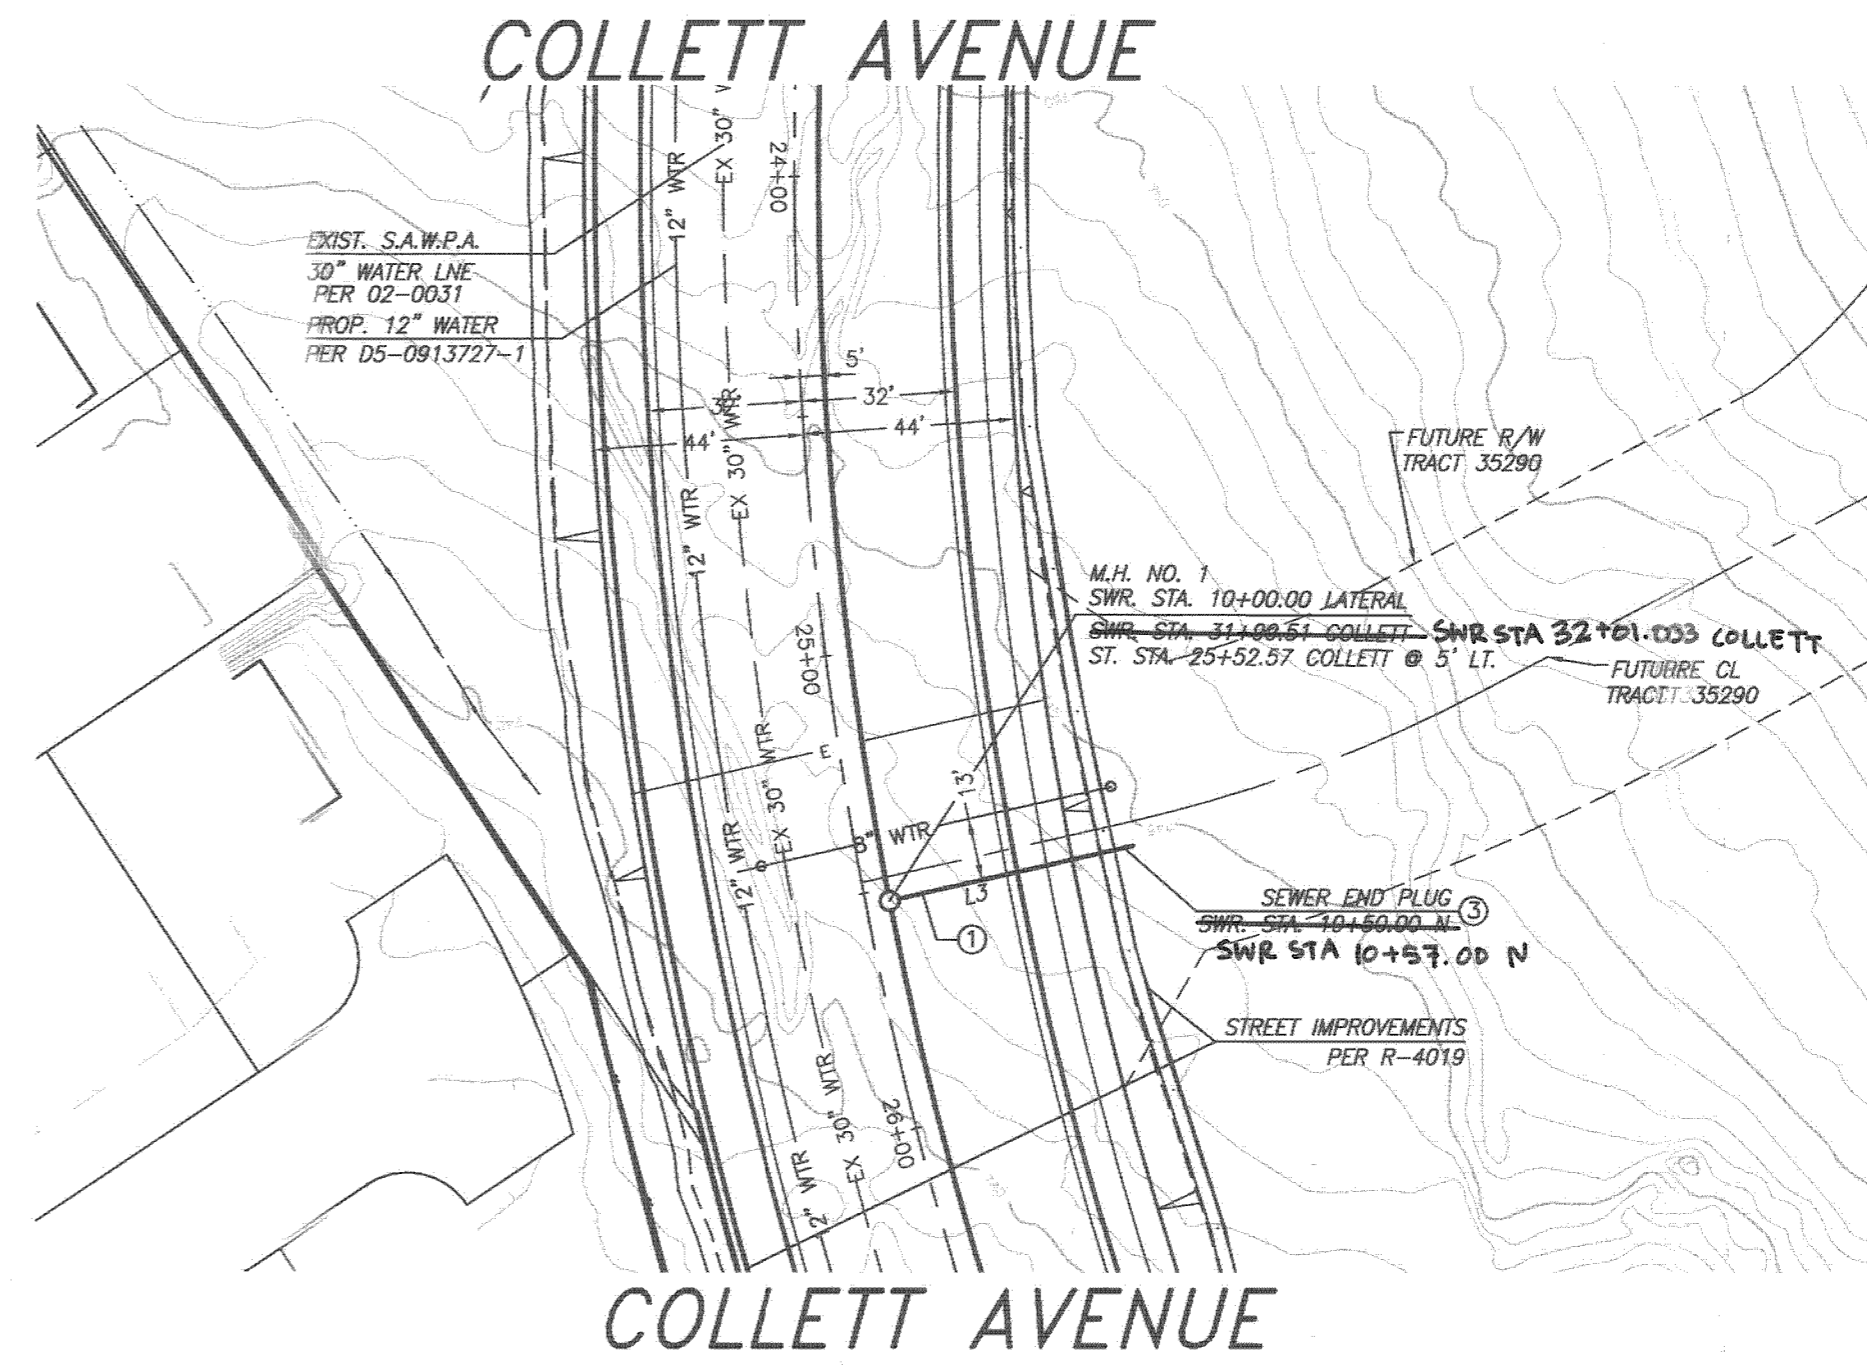 COLLETT AVENUE
EX 30" W
24+00
12" WTR
EXIST. S.A.W.P.A.
30" WATER LNE
PER 02-0031
PROP. 12" WATER
PER D5-0913727-1
5'
32'
32'
44'
44'
EX 30" WTR
12" WTR
FUTURE R/W
TRACT 35290
M.H. NO. 1
SWR. STA. 10+00.00 LATERAL
SWR. STA. 31+99.51 COLLETT SWR STA 32+01.033 COLLETT
ST. STA. 25+52.57 COLLETT @ 5' LT.
FUTURE CL
TRACT 35290
25+00
E
EX 30" WTR
13'
8" WTR
12" WTR
L3
SEWER END PLUG
3
SWR. STA. 10+50.00 N
SWR STA 10+57.00 N
1
STREET IMPROVEMENTS
PER R-4019
EX 30" WTR
26+00
2" WTR
COLLETT AVENUE